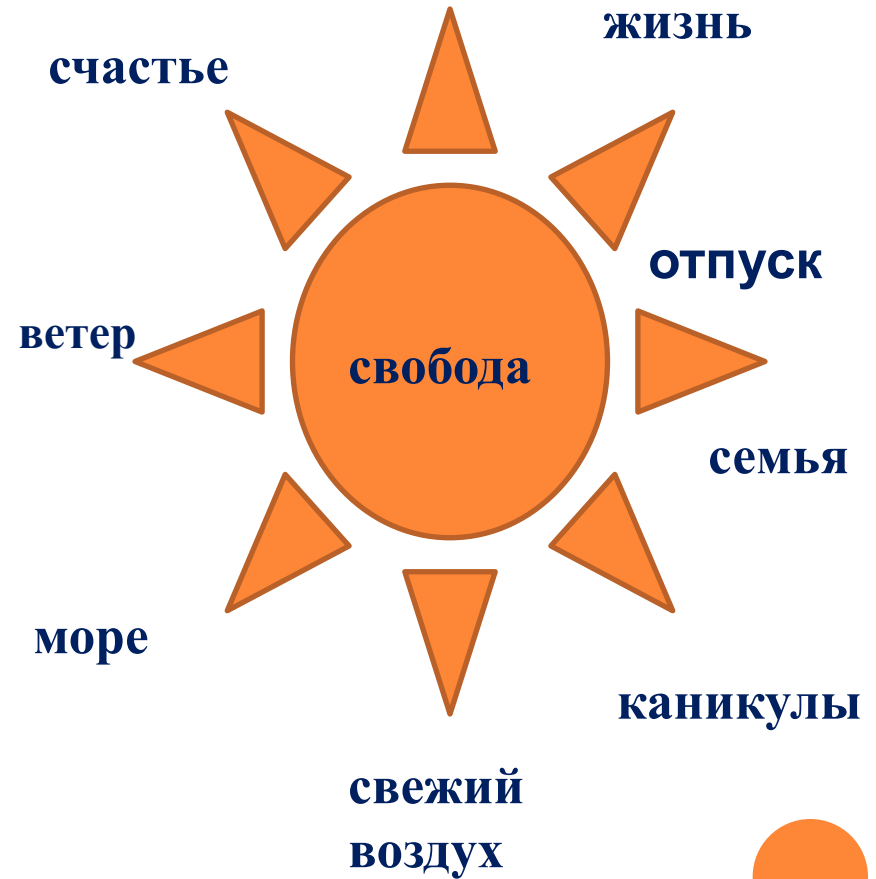 жизнь
счастье
отпуск
ветер
свобода
семья
море
каникулы
свежий
воздух